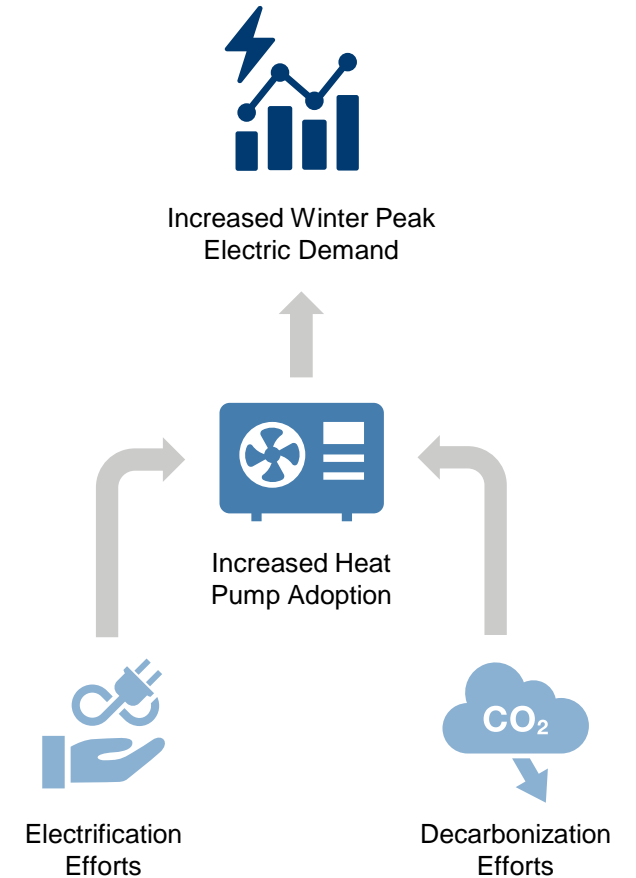 Increased Winter Peak
Electric Demand
Increased Heat
Pump Adoption
CO₂
Electrification
Efforts
Decarbonization
Efforts